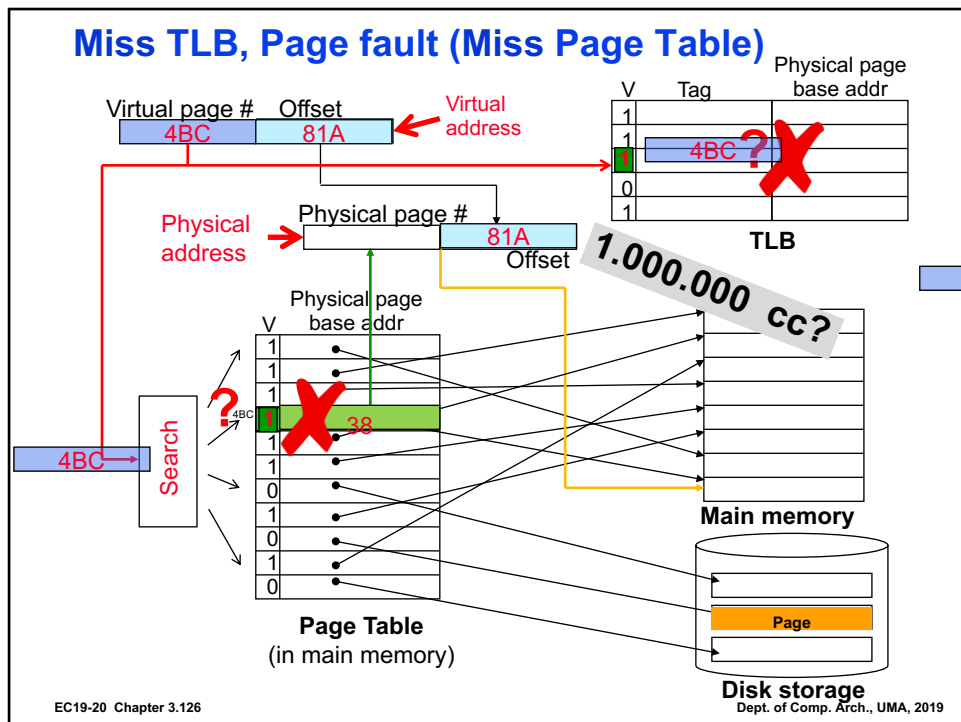 Miss TLB, Page fault (Miss Page Table)
Virtual page # Offset
4BC 81A
Virtual
address
V Tag Physical page
base addr
1
1
1 4BC ?
0
1
TLB
Physical
address
Physical page #
81A
Offset
1.000.000 cc?
V Physical page
base addr
1
1
1
? 4BC 1 38
1
1
0
1
0
1
0
4BC
Search
Page Table
(in main memory)
Main memory
Page
Disk storage
EC19-20 Chapter 3.126
Dept. of Comp. Arch., UMA, 2019